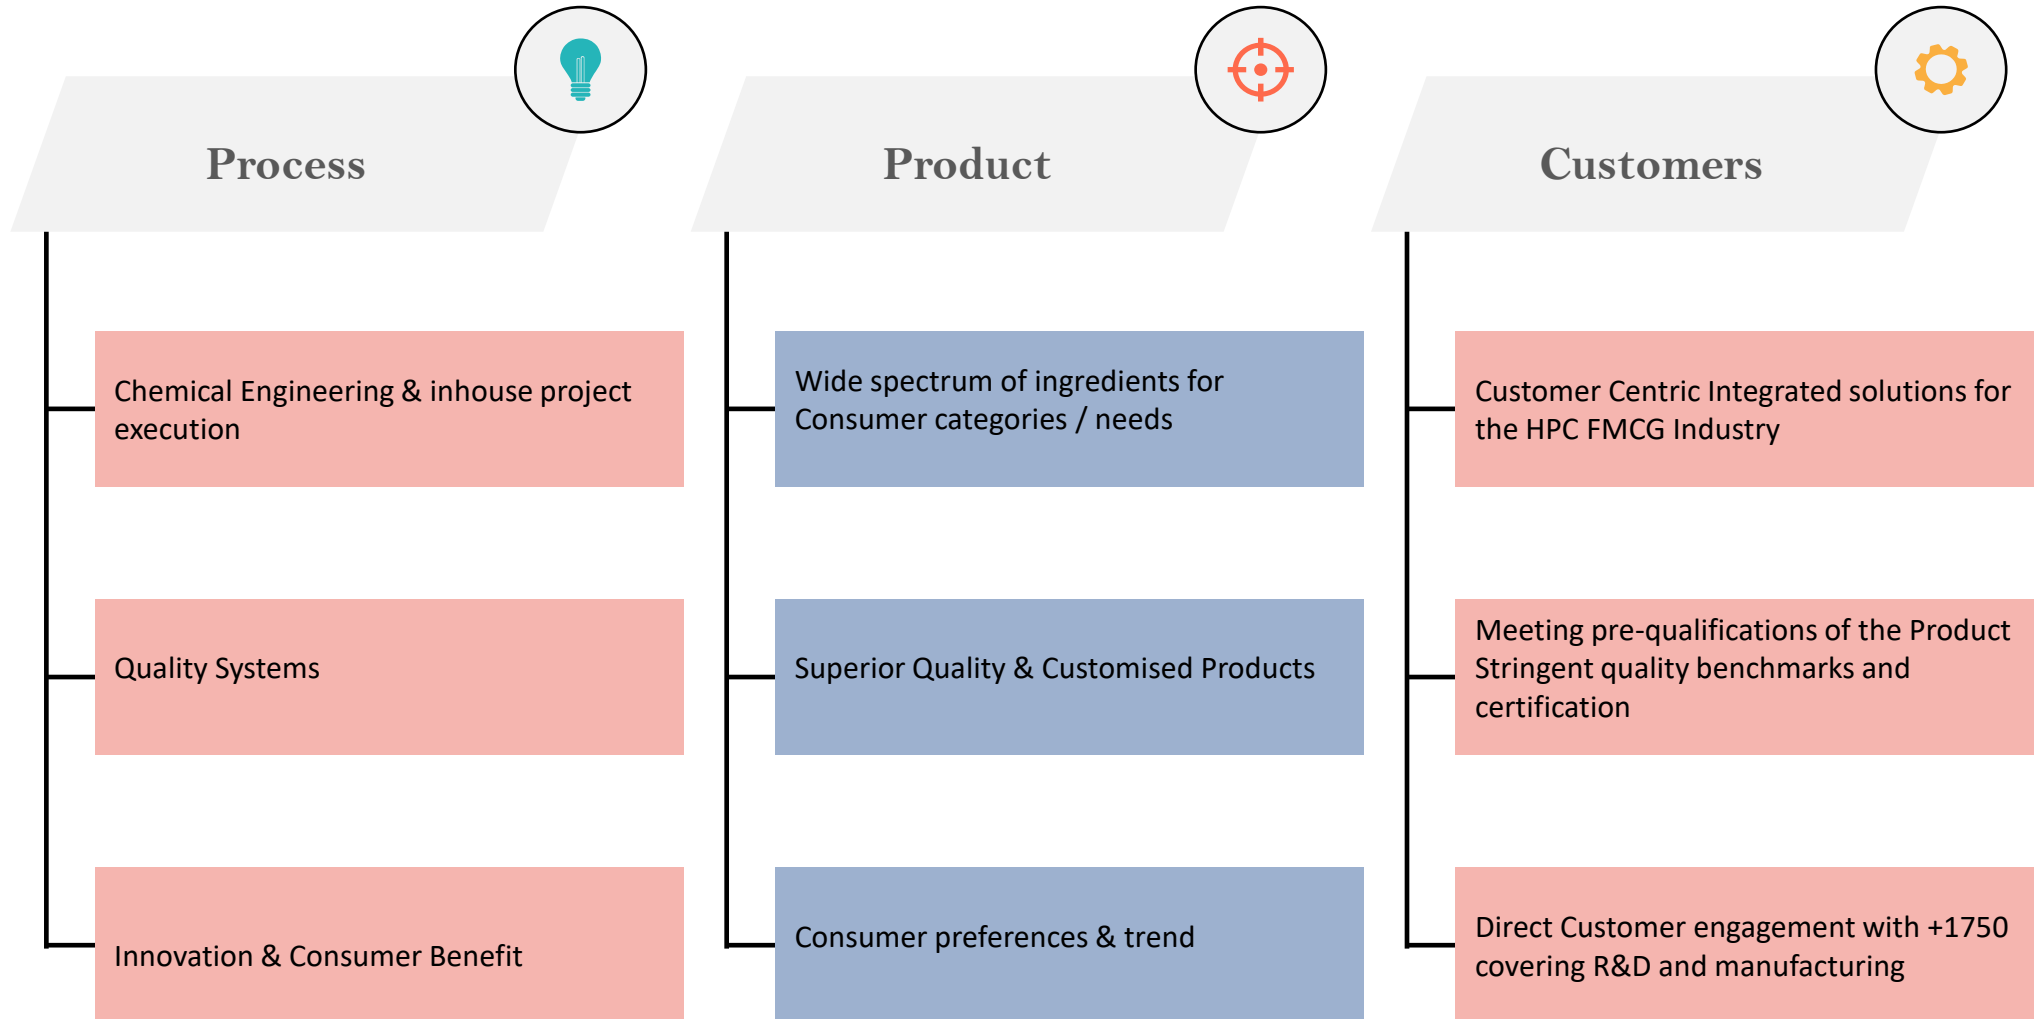 Process
Chemical Engineering & inhouse project
execution
Quality Systems
Innovation & Consumer Benefit
Product
Wide spectrum of ingredients for
Consumer categories / needs
Superior Quality & Customised Products
Consumer preferences & trend
Customers
Customer Centric Integrated solutions for
the HPC FMCG Industry
Meeting pre-qualifications of the Product
Stringent quality benchmarks and
certification
Direct Customer engagement with +1750
covering R&D and manufacturing